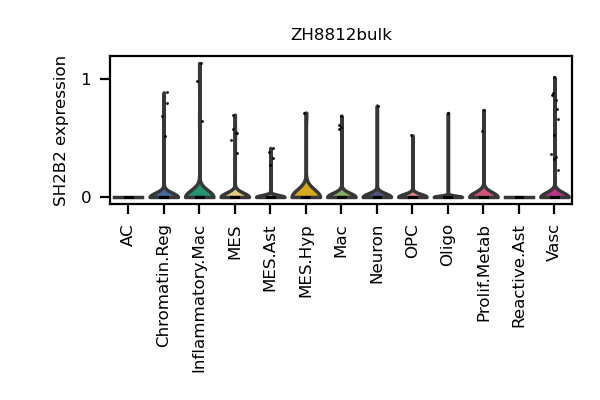 ZH8812bulk
SH2B2 expression
1
0
AC
Chromatin.Reg
Inflammatory.Mac
MES
MES.Ast
MES.Hyp
Mac
Neuron
OPC
Oligo
Prolif.Metab
Reactive.Ast
Vasc